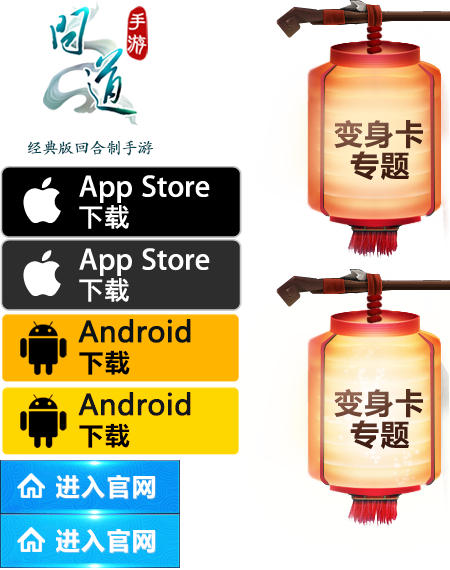 问道
手游
经典版回合制手游
App Store
下载
App Store
下载
Android
下载
Android
下载
进入官网
进入官网
变身卡
专题
变身卡
专题